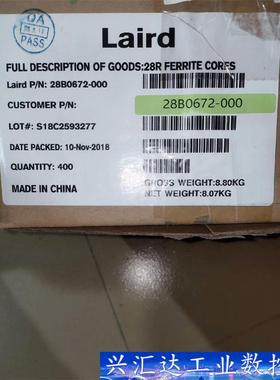 QA
PASS
Laird
FULL DESCRIPTION OF GOODS:28R FERRITE CORES
Laird P/N: 28B0672-000
CUSTOMER P/N:
28B0672-000
LOT#: S18C2593277
DATE PACKED: 10-Nov-2018
QUANTITY: 400
GROSS WEIGHT:8.80KG
MADE IN CHINA
NET WEIGHT:8.07KG
兴汇达工业数控